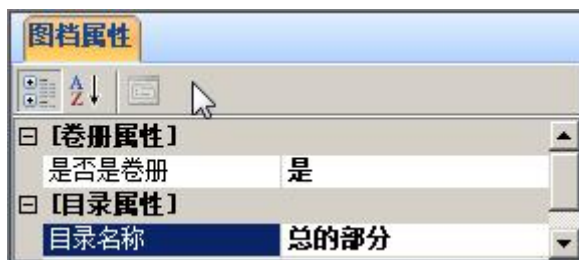 图档属性
A Z
[卷册属性]
是否是卷册 是
[目录属性]
目录名称 总的部分